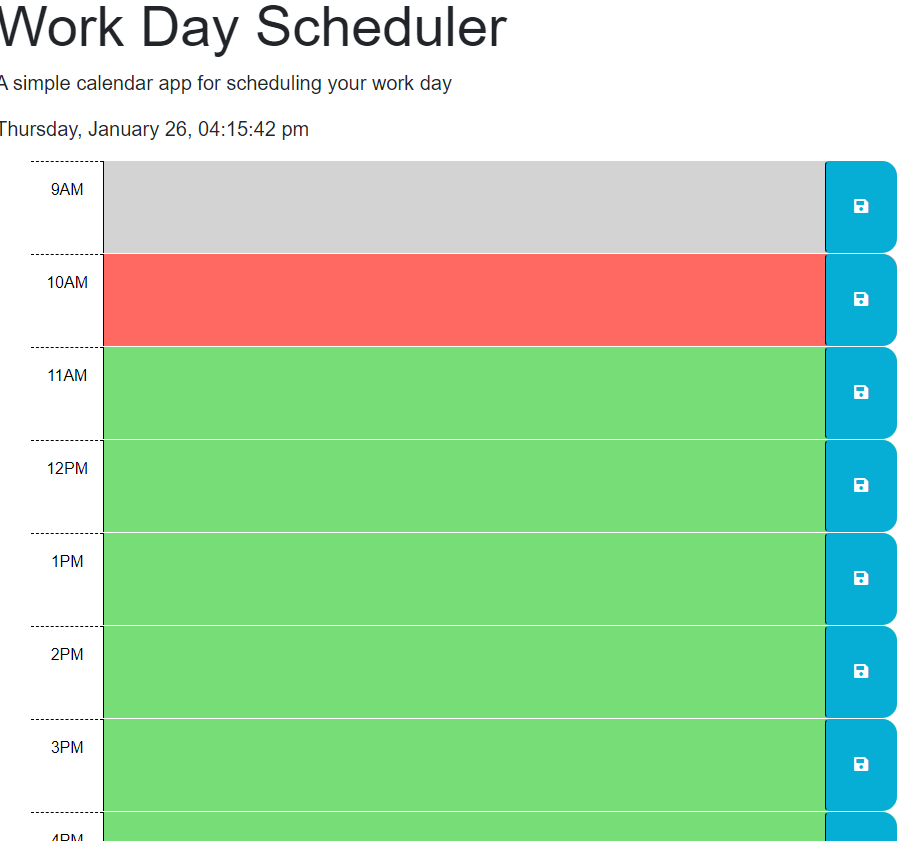 Work Day Scheduler
A simple calendar app for scheduling your work day
Thursday, January 26, 04:15:42 pm
9AM
10AM
11AM
12PM
1PM
2PM
3PM
4PM